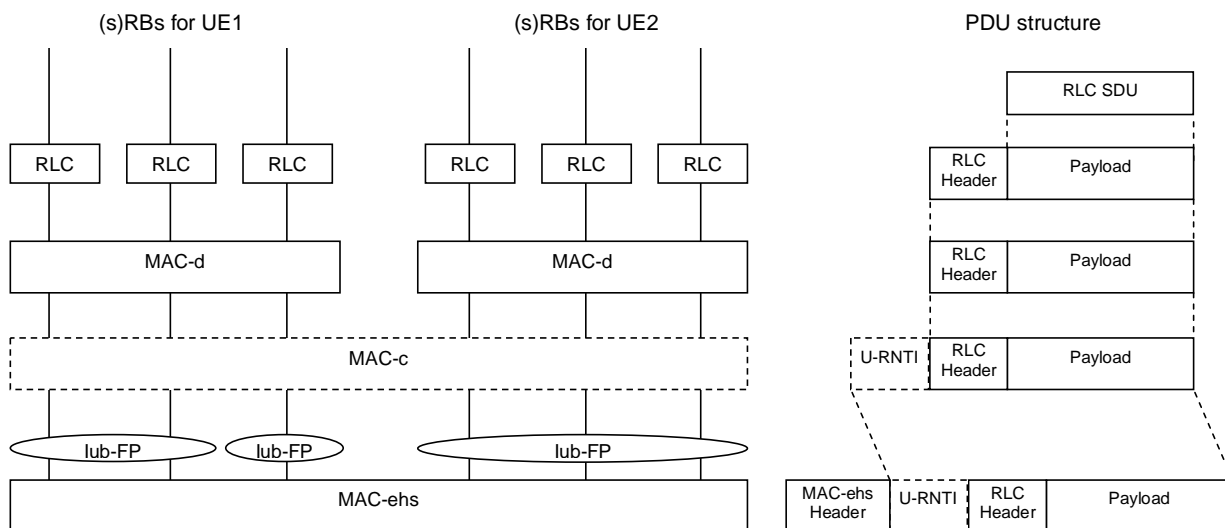 (s)RBs for UE1
(s)RBs for UE2
PDU structure
RLC SDU
RLC
RLC
RLC
RLC
RLC
RLC
RLC
Header
Payload
MAC-d
MAC-d
RLC
Header
Payload
MAC-c
U-RNTI
RLC
Header
Payload
Iub-FP
Iub-FP
Iub-FP
MAC-ehs
MAC-ehs
Header
U-RNTI
RLC
Header
Payload